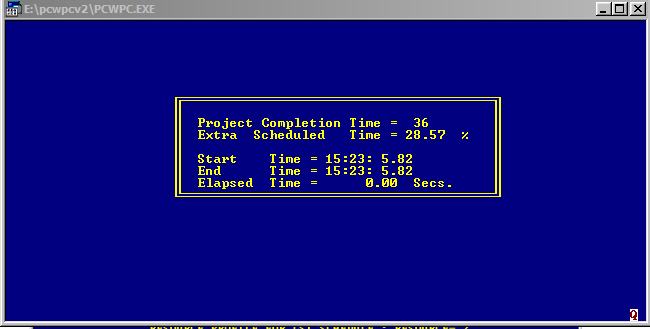 E:\pcwpcv2\PCWPC.EXE
Project Completion Time = 36
Extra Scheduled Time = 28.57 %
Start Time = 15:23: 5.82
End Time = 15:23: 5.82
Elapsed Time = 0.00 Secs.